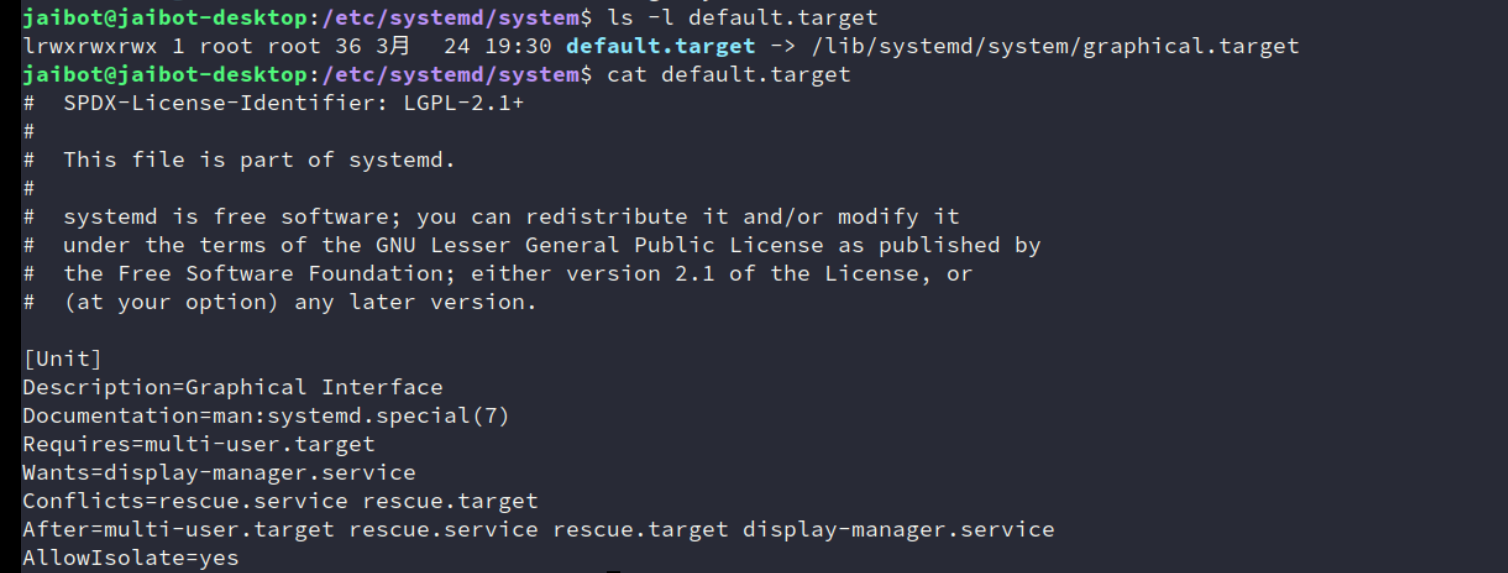 jaibot@jaibot-desktop:/etc/systemd/system$ ls -l default.target
lrwxrwxrwx 1 root root 36 3月  24 19:30 default.target -> /lib/systemd/system/graphical.target
jaibot@jaibot-desktop:/etc/systemd/system$ cat default.target
#  SPDX-License-Identifier: LGPL-2.1+
#
#  This file is part of systemd.
#
#  systemd is free software; you can redistribute it and/or modify it
#  under the terms of the GNU Lesser General Public License as published by
#  the Free Software Foundation; either version 2.1 of the License, or
#  (at your option) any later version.

[Unit]
Description=Graphical Interface
Documentation=man:systemd.special(7)
Requires=multi-user.target
Wants=display-manager.service
Conflicts=rescue.service rescue.target
After=multi-user.target rescue.service rescue.target display-manager.service
AllowIsolate=yes